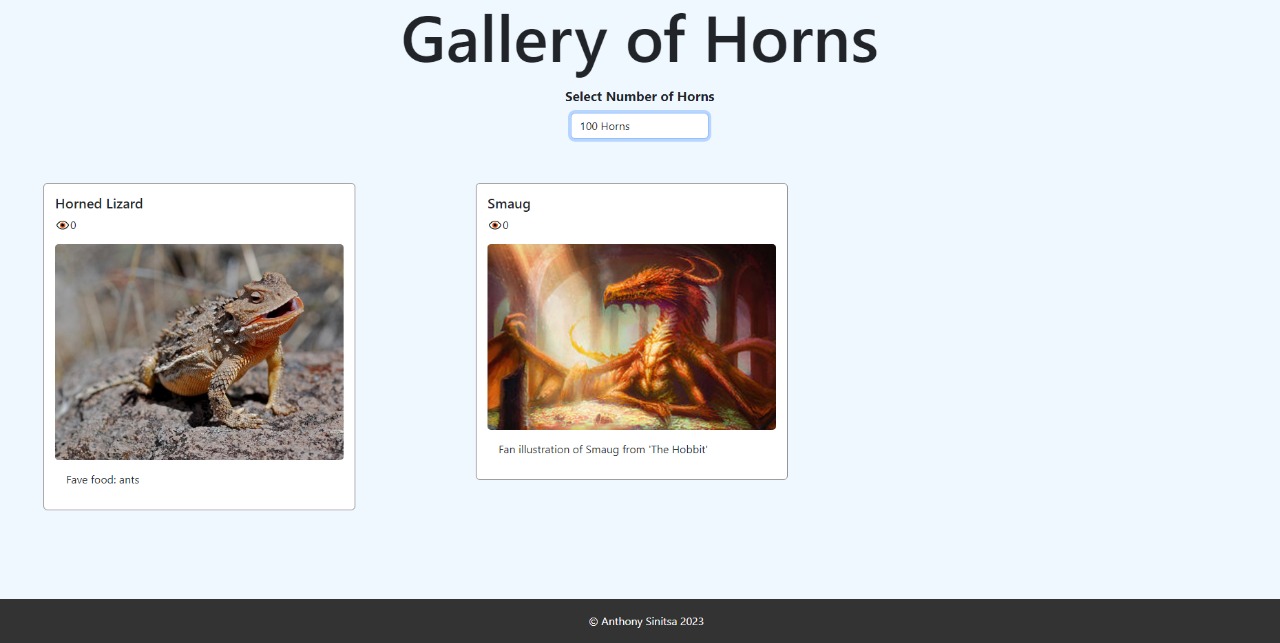 Gallery of Horns
Select Number of Horns
100 Horns
Horned Lizard
0
Fave food: ants
Smaug
0
Fan illustration of Smaug from 'The Hobbit'
© Anthony Sinitsa 2023